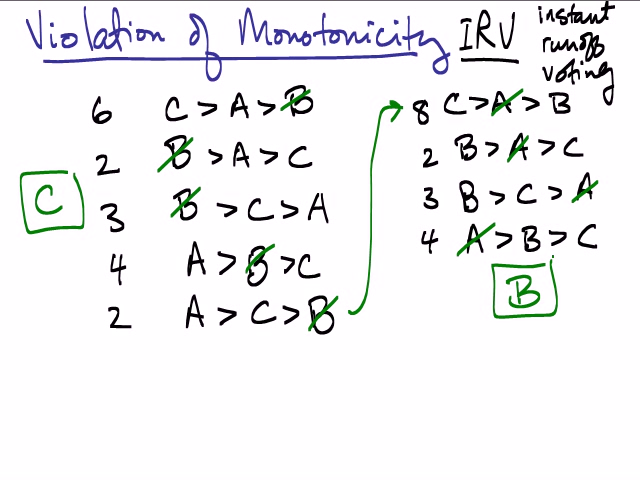 Violation of Monotonicity IRV instant runoff voting
6 C > A > B
2 B > A > C
3 B > C > A
4 A > B > C
2 A > C > B
C
8 C > A > B
2 B > A > C
3 B > C > A
4 A > B > C
B